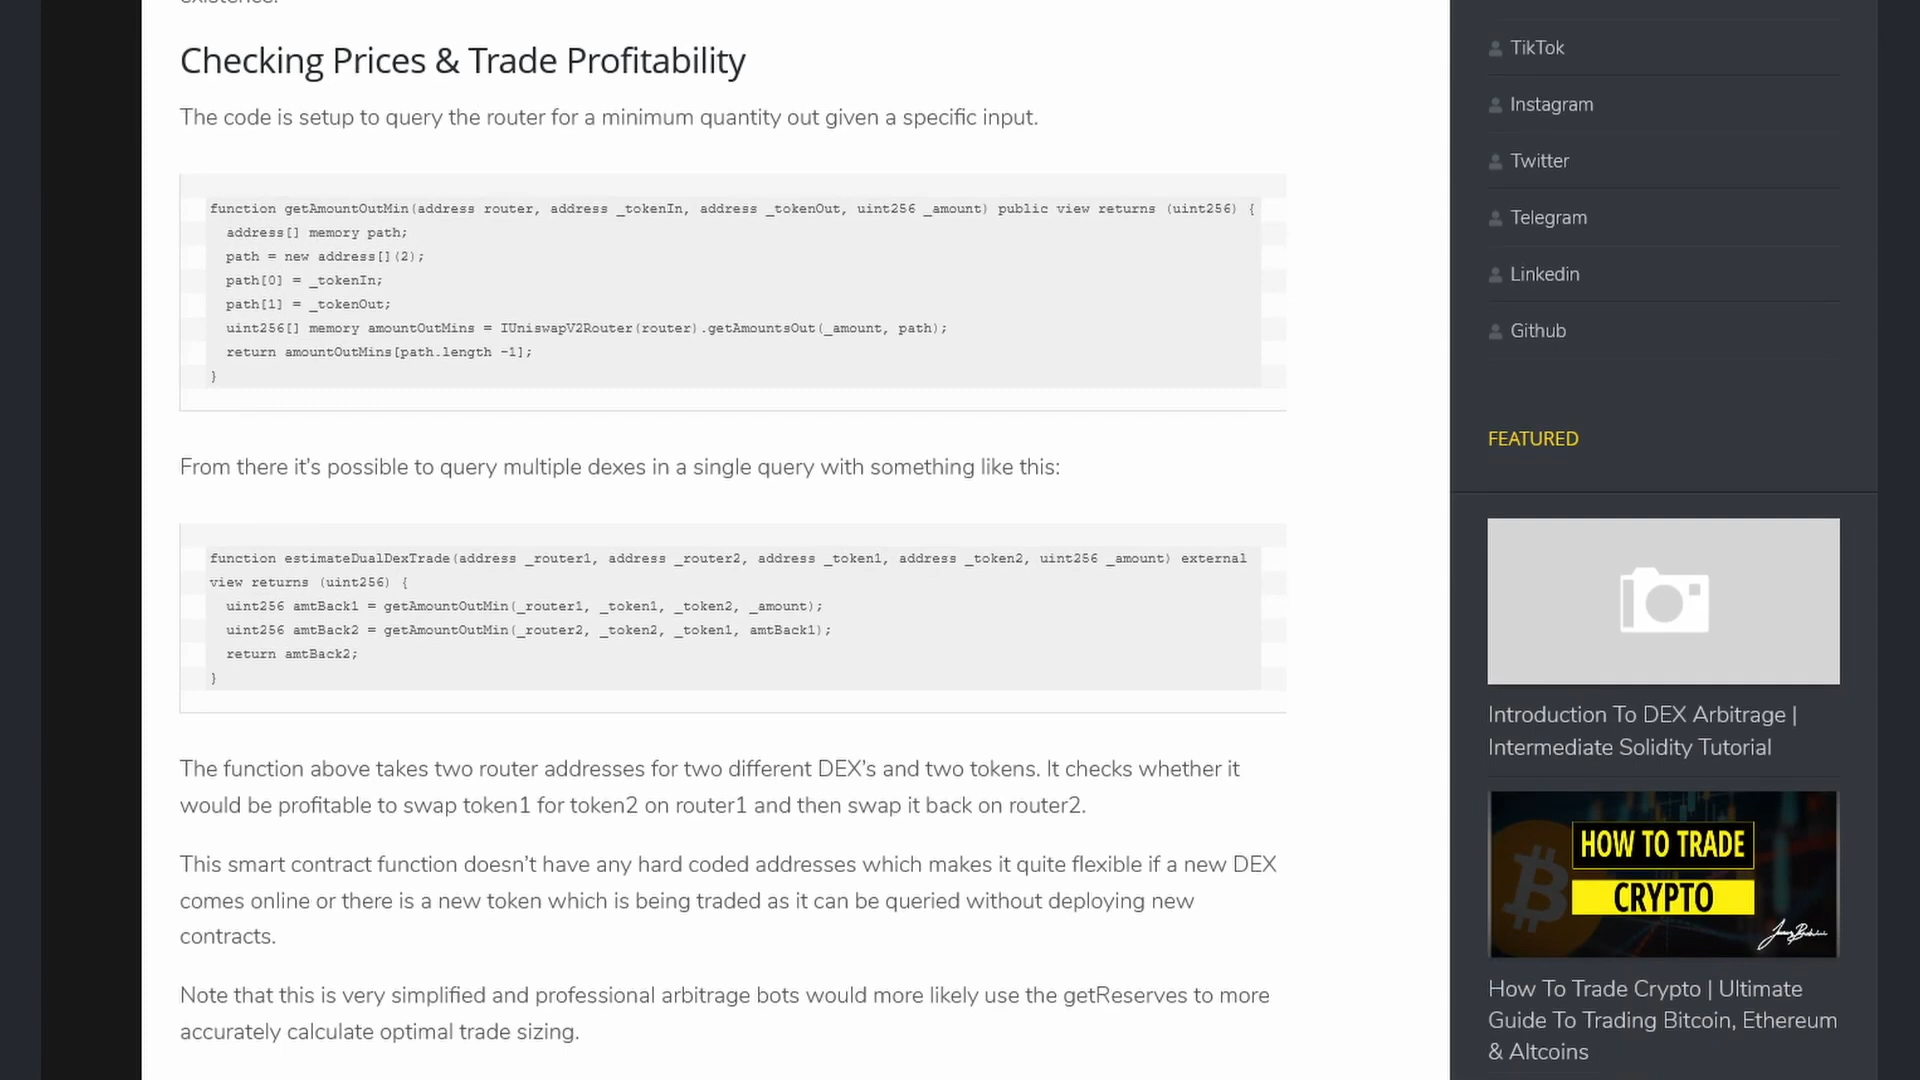 Checking Prices & Trade Profitability
The code is setup to query the router for a minimum quantity out given a specific input.
function getAmountOutMin(address router, address _tokenIn, address _tokenOut, uint256 _amount) public view returns (uint256) {
address[] memory path;
path = new address[](2);
path[0] = _tokenIn;
path[1] = _tokenOut;
uint256[] memory amountOutMins = IUniswapV2Router(router).getAmountsOut(_amount, path);
return amountOutMins[path.length -1];
}
From there it's possible to query multiple dexes in a single query with something like this:
function estimateDualDexTrade(address _router1, address _router2, address _token1, address _token2, uint256 _amount) external
view returns (uint256) {
uint256 amtBack1 = getAmountOutMin(_router1, _token1, _token2, _amount);
uint256 amtBack2 = getAmountOutMin(_router2, _token2, _token1, amtBack1);
return amtBack2;
}
The function above takes two router addresses for two different DEX's and two tokens. It checks whether it
would be profitable to swap token1 for token2 on router1 and then swap it back on router2.
This smart contract function doesn't have any hard coded addresses which makes it quite flexible if a new DEX
comes online or there is a new token which is being traded as it can be queried without deploying new
contracts.
Note that this is very simplified and professional arbitrage bots would more likely use the getReserves to more
accurately calculate optimal trade sizing.
TikTok
Instagram
Twitter
Telegram
Linkedin
Github
FEATURED
Introduction To DEX Arbitrage |
Intermediate Solidity Tutorial
HOW TO TRADE
CRYPTO
How To Trade Crypto | Ultimate
Guide To Trading Bitcoin, Ethereum
& Altcoins